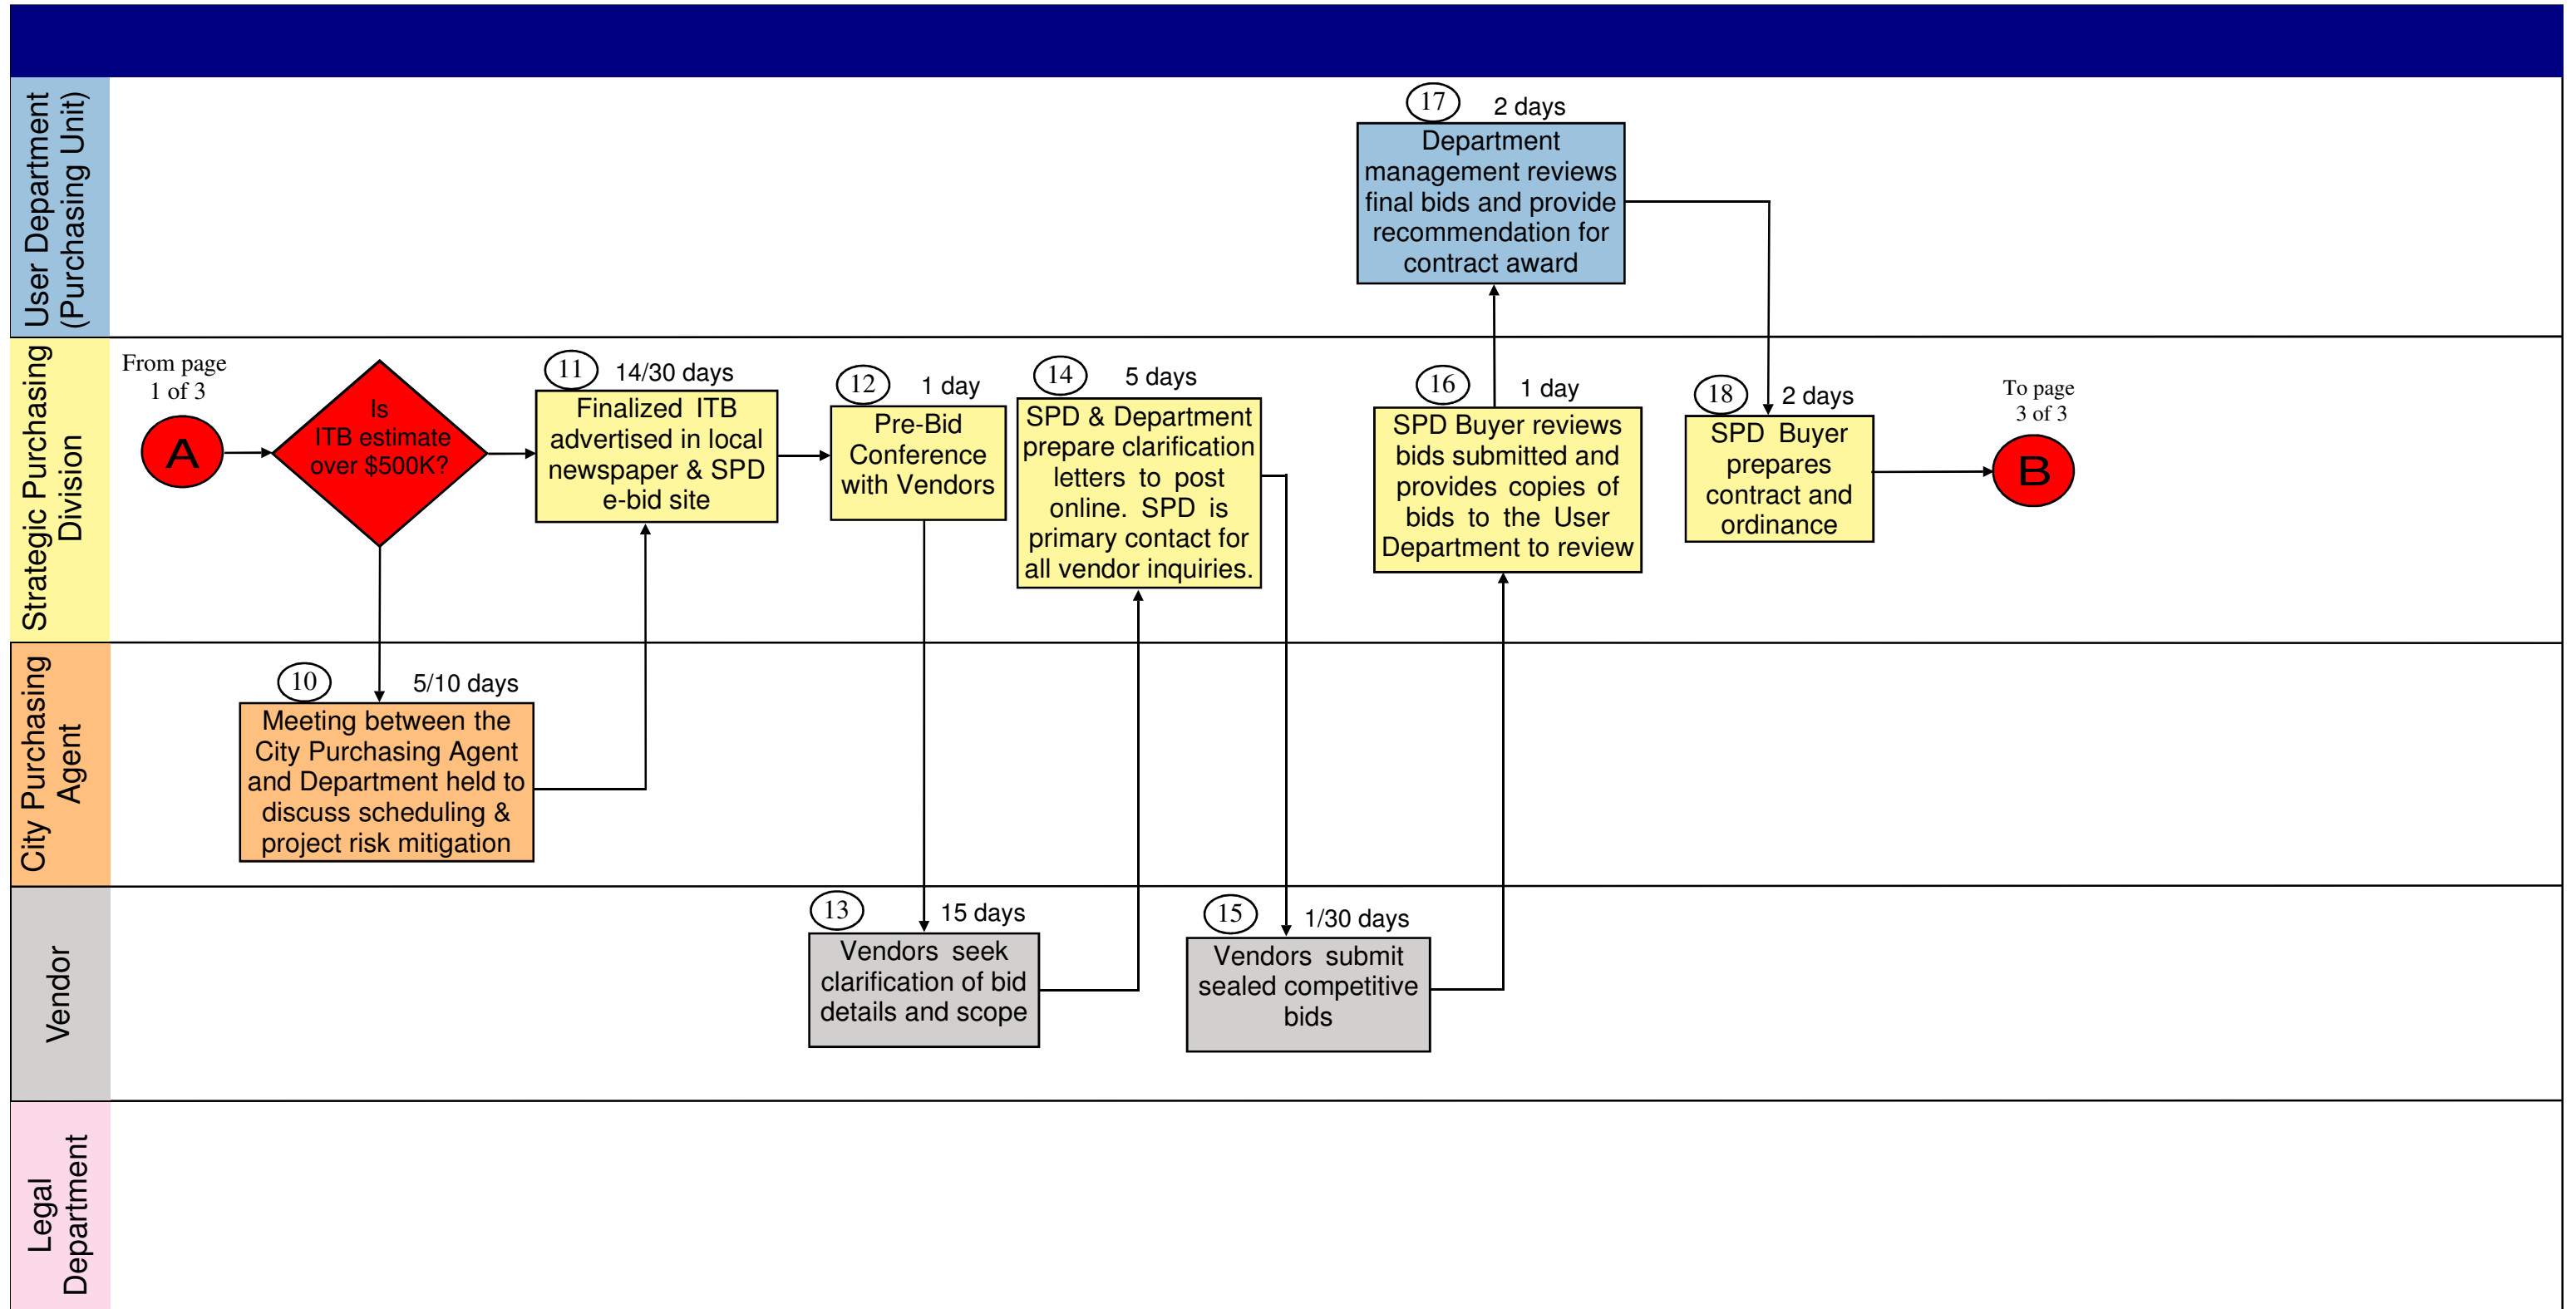 User Department
(Purchasing Unit)
17
2 days
Department
management reviews
final bids and provide
recommendation for
contract award
Strategic Purchasing
Division
From page
1 of 3
A
Is
ITB estimate
over $500K?
11
14/30 days
Finalized ITB
advertised in local
newspaper & SPD
e-bid site
12
1 day
Pre-Bid
Conference
with Vendors
14
5 days
SPD & Department
prepare clarification
letters to post
online. SPD is
primary contact for
all vendor inquiries.
16
1 day
SPD Buyer reviews
bids submitted and
provides copies of
bids to the User
Department to review
18
2 days
SPD Buyer
prepares
contract and
ordinance
To page
3 of 3
B
City Purchasing
Agent
10
5/10 days
Meeting between the
City Purchasing Agent
and Department held to
discuss scheduling &
project risk mitigation
Vendor
13
15 days
Vendors seek
clarification of bid
details and scope
15
1/30 days
Vendors submit
sealed competitive
bids
Legal
Department